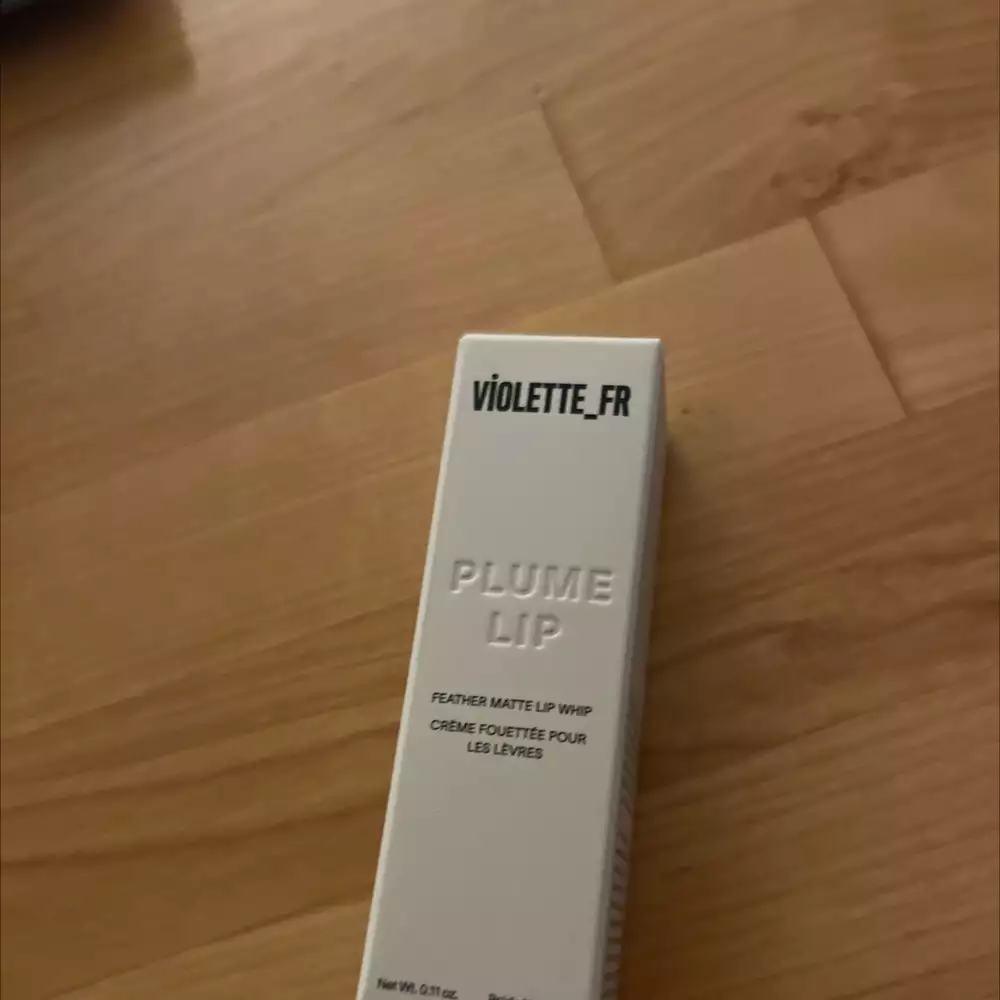 VIOLETTE_FR
PLUME
LIP
FEATHER MATTE LIP WHIP
CRÈME FOUETTÉE POUR
LES LÈVRES
Net Wt. 0.11 oz.